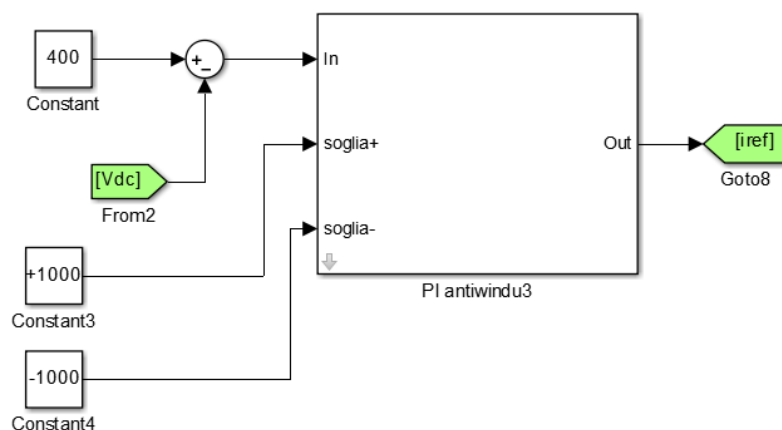 400
Constant
+
−
In
[Vdc]
From2
soglia+
Out
[iref]
Goto8
soglia-
+1000
Constant3
PI antiwindu3
-1000
Constant4